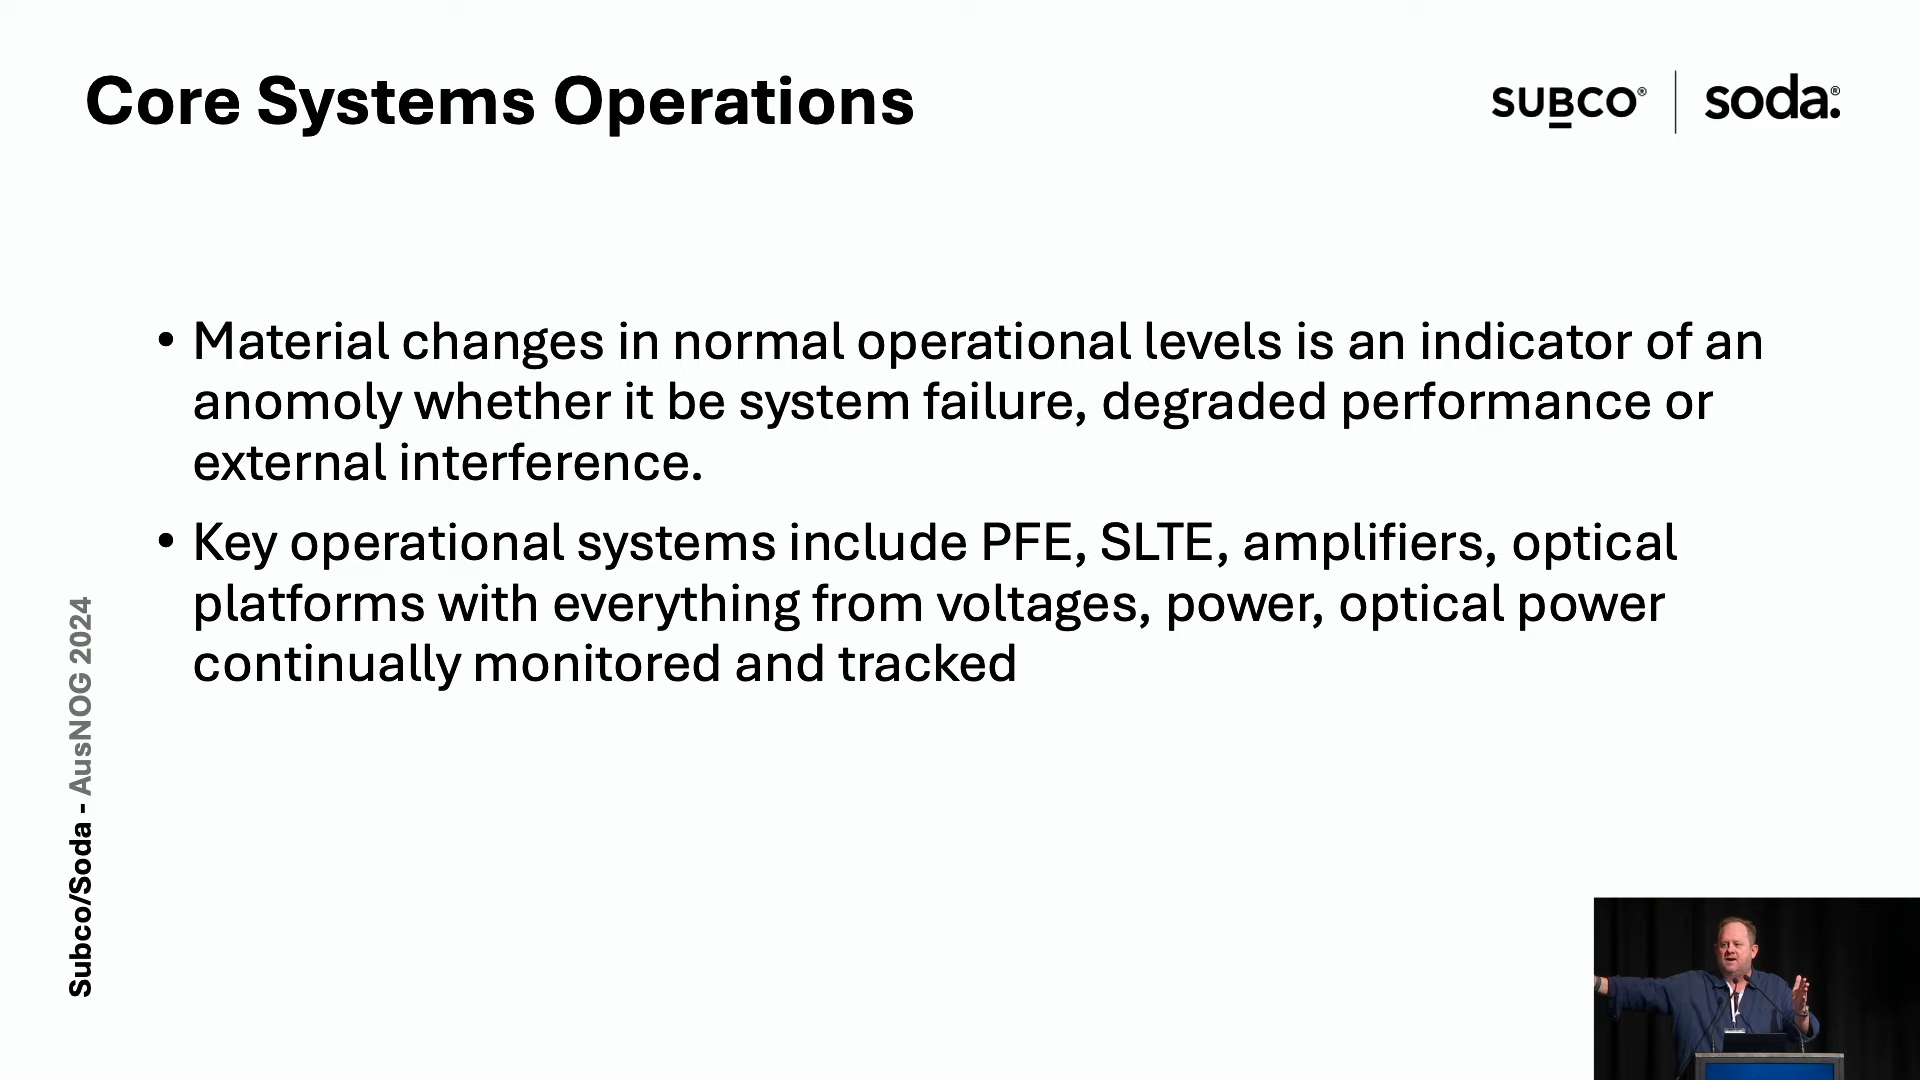 Core Systems Operations
SUBCO® | soda.®
• Material changes in normal operational levels is an indicator of an
anomoly whether it be system failure, degraded performance or
external interference.
• Key operational systems include PFE, SLTE, amplifiers, optical
platforms with everything from voltages, power, optical power
continually monitored and tracked
Subco/Soda - AusNOG 2024